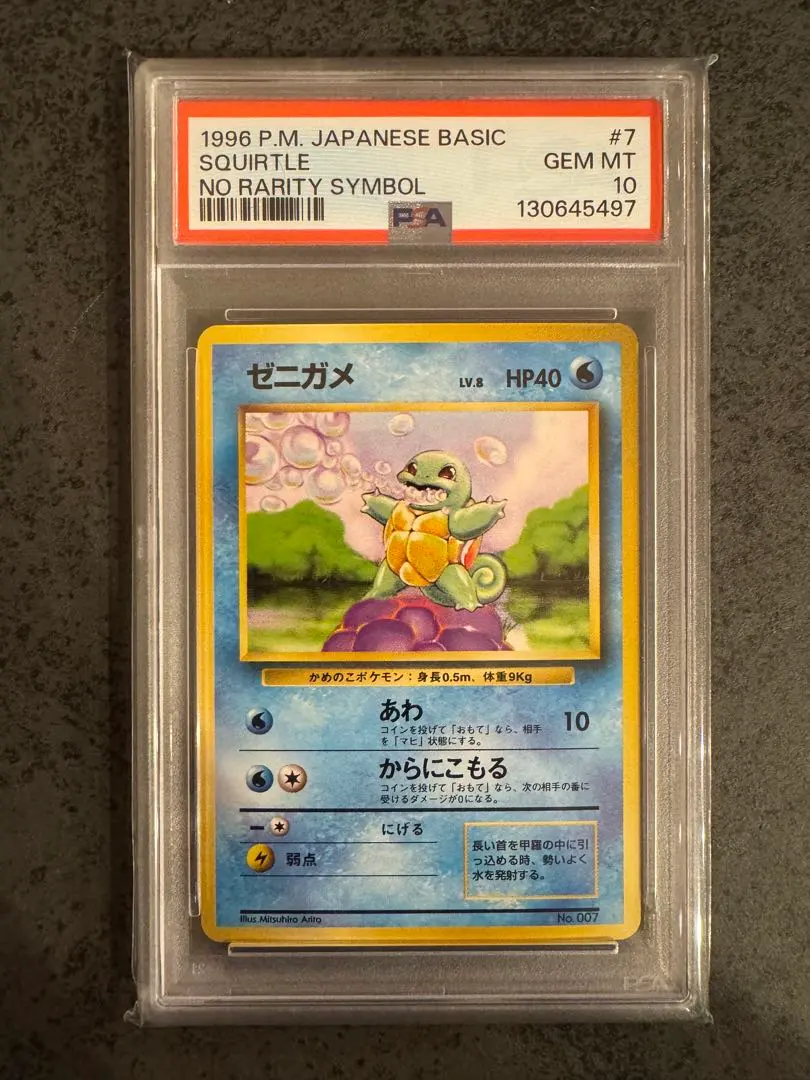 1996 P.M. JAPANESE BASIC #7
SQUIRTLE GEM MT
NO RARITY SYMBOL 10
PSA 130645497
ゼニガメ LV.8 HP40
かめのこポケモン：身長0.5m、体重9Kg
あわ 10
コインを投げて「おもて」なら、相手
を「マヒ」状態にする。
からにこもる
コインを投げて「おもて」なら、次の相手の番に
受けるダメージが0になる。
にげる
弱点
長い首を甲羅の中に引
っ込める時、勢いよく
水を発射する。
Illus.Mitsuhiro Arita No.007
PSA